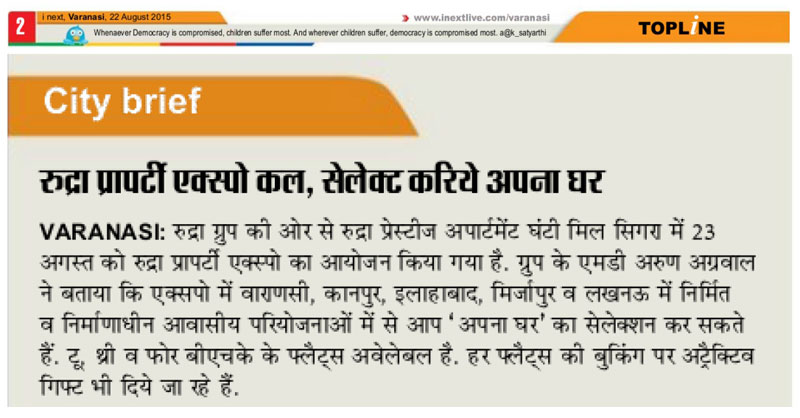 2
i next, Varanasi, 22 August 2015
www.inextlive.com/varanasi
TOPLiNE
Whenaever Democracy is compromised, children suffer most. And wherever children suffer, democracy is compromised most. a@k_satyarthi
City brief
रुद्रा प्रापर्टी एक्स्पो कल, सेलेक्ट करिये अपना घर
VARANASI: रुद्रा ग्रुप की ओर से रुद्रा प्रेस्टीज अपार्टमेंट घंटी मिल सिगरा में 23
अगस्त को रुद्रा प्रापर्टी एक्स्पो का आयोजन किया गया है. ग्रुप के एमडी अरुण अग्रवाल
ने बताया कि एक्सपो में वाराणसी, कानपुर, इलाहाबाद, मिर्जापुर व लखनऊ में निर्मित
व निर्माणाधीन आवासीय परियोजनाओं में से आप ‘ अपना घर’ का सेलेक्शन कर सकते
हैं. टू, थ्री व फोर बीएचके के फ्लैट्स अवेलेबल है. हर फ्लैट्स की बुकिंग पर अट्रैक्टिव
गिफ्ट भी दिये जा रहे हैं.